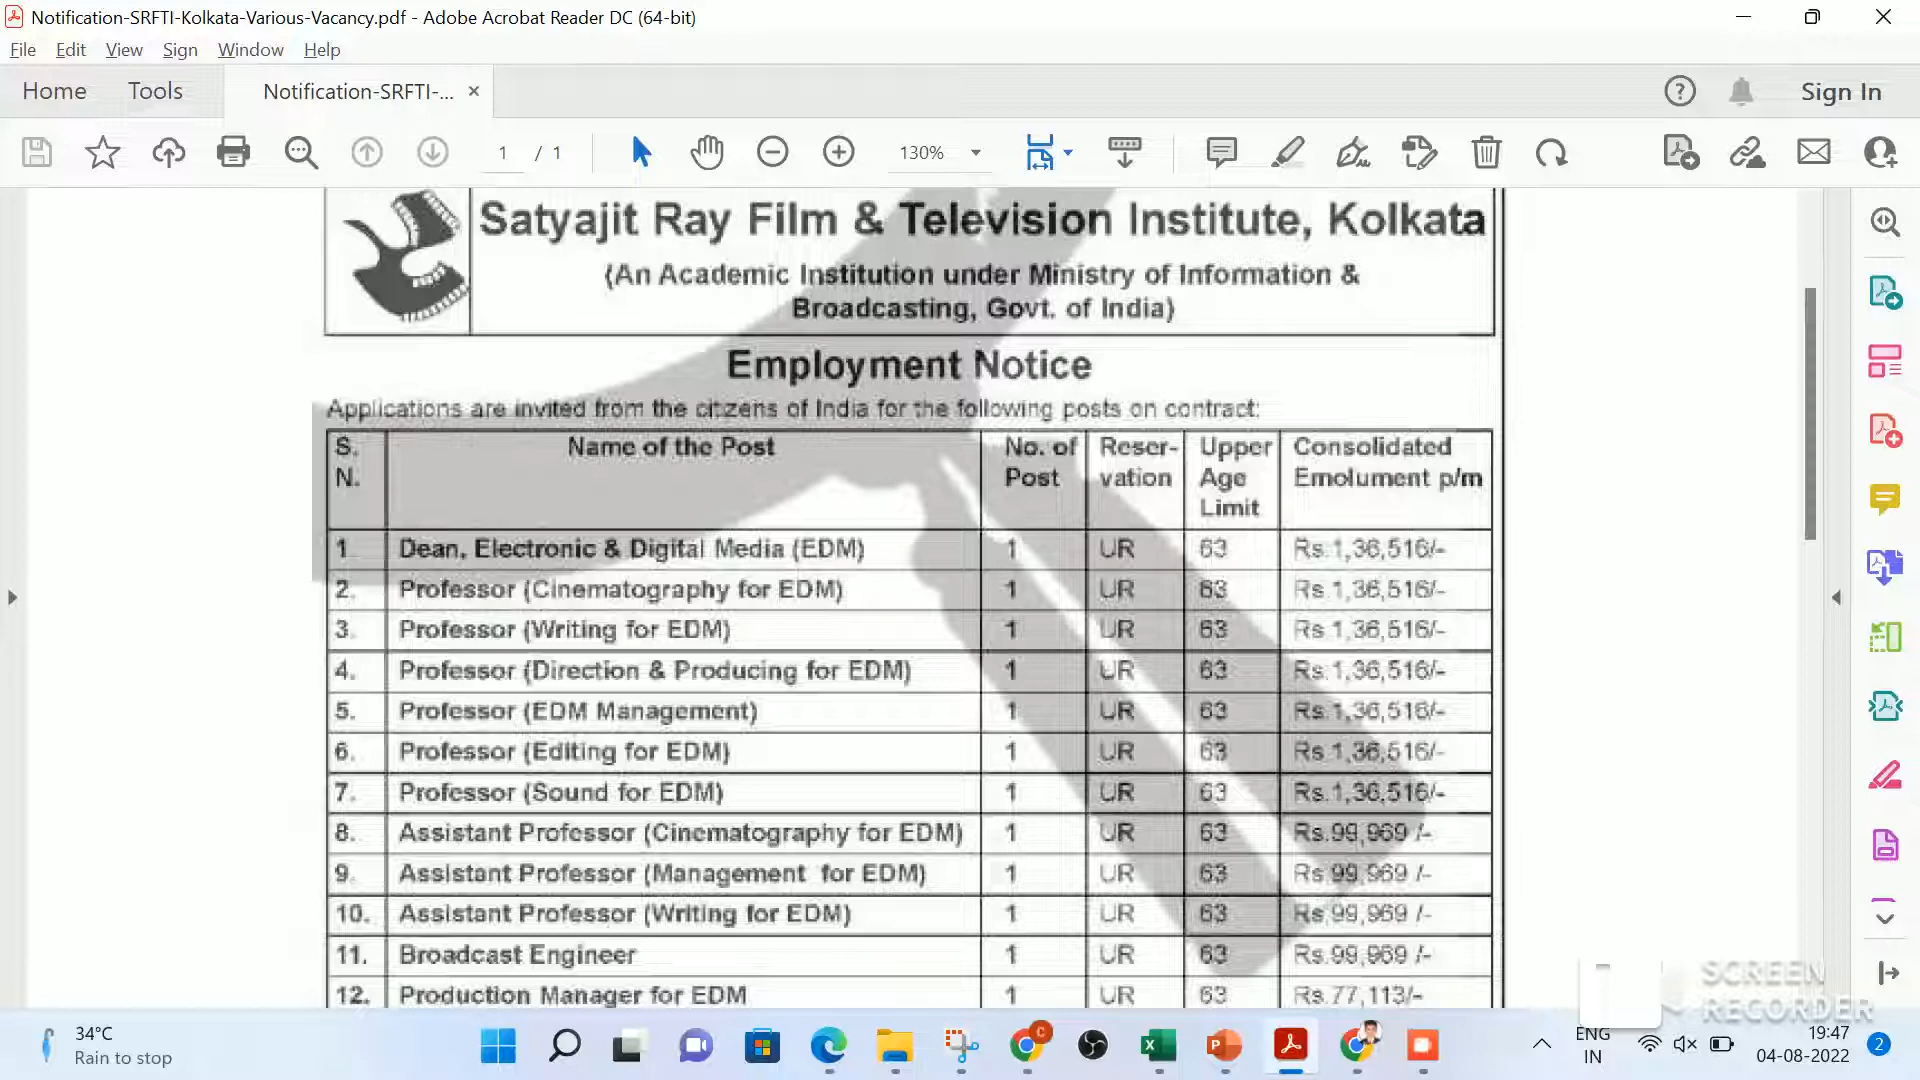 Notification-SRFTI-Kolkata-Various-Vacancy.pdf - Adobe Acrobat Reader DC (64-bit)
File Edit View Sign Window Help
Home Tools Notification-SRFTI-... × Sign In
1 / 1 130%
Satyajit Ray Film & Television Institute, Kolkata
(An Academic Institution under Ministry of Information &
Broadcasting, Govt. of India)
Employment Notice
Applications are invited from the citizens of India for the following posts on contract:
S. N. Name of the Post No. of Post Reser-vation Upper Age Limit Consolidated Emolument p/m
1. Dean, Electronic & Digital Media (EDM) 1 UR 63 Rs.1,36,516/-
2. Professor (Cinematography for EDM) 1 UR 63 Rs.1,36,516/-
3. Professor (Writing for EDM) 1 UR 63 Rs.1,36,516/-
4. Professor (Direction & Producing for EDM) 1 UR 63 Rs.1,36,516/-
5. Professor (EDM Management) 1 UR 63 Rs.1,36,516/-
6. Professor (Editing for EDM) 1 UR 63 Rs.1,36,516/-
7. Professor (Sound for EDM) 1 UR 63 Rs.1,36,516/-
8. Assistant Professor (Cinematography for EDM) 1 UR 63 Rs.99,969 /-
9. Assistant Professor (Management for EDM) 1 UR 63 Rs.99,969 /-
10. Assistant Professor (Writing for EDM) 1 UR 63 Rs.99,969 /-
11. Broadcast Engineer 1 UR 63 Rs.99,969 /-
12. Production Manager for EDM 1 UR 63 Rs.77,113/-
SCREEN
RECORDER
34°C
Rain to stop
ENG
IN
19:47
04-08-2022
2